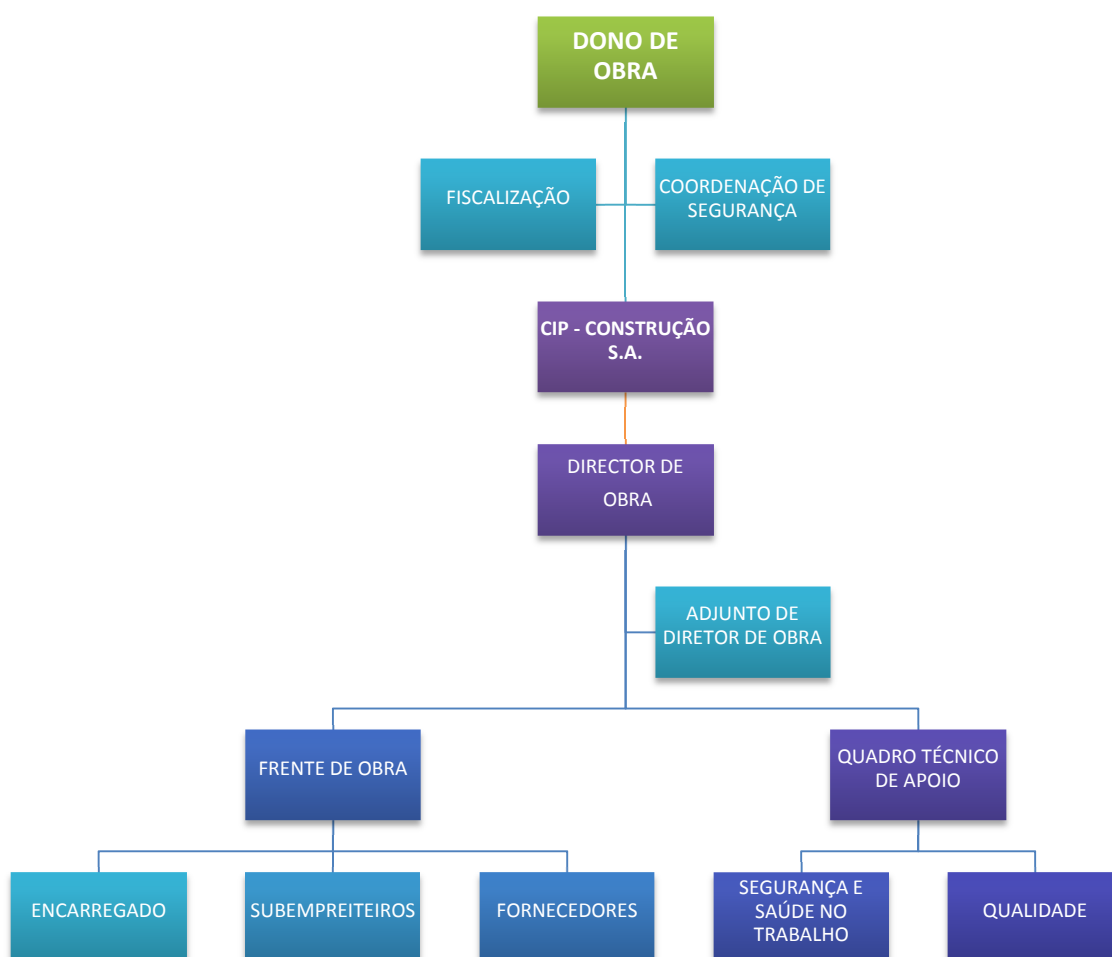 DONO DE
OBRA
FISCALIZAÇÃO
COORDENAÇÃO DE
SEGURANÇA
CIP - CONSTRUÇÃO
S.A.
DIRECTOR DE
OBRA
ADJUNTO DE
DIRETOR DE OBRA
FRENTE DE OBRA
QUADRO TÉCNICO
DE APOIO
ENCARREGADO
SUBEMPREITEIROS
FORNECEDORES
SEGURANÇA E
SAÚDE NO
TRABALHO
QUALIDADE